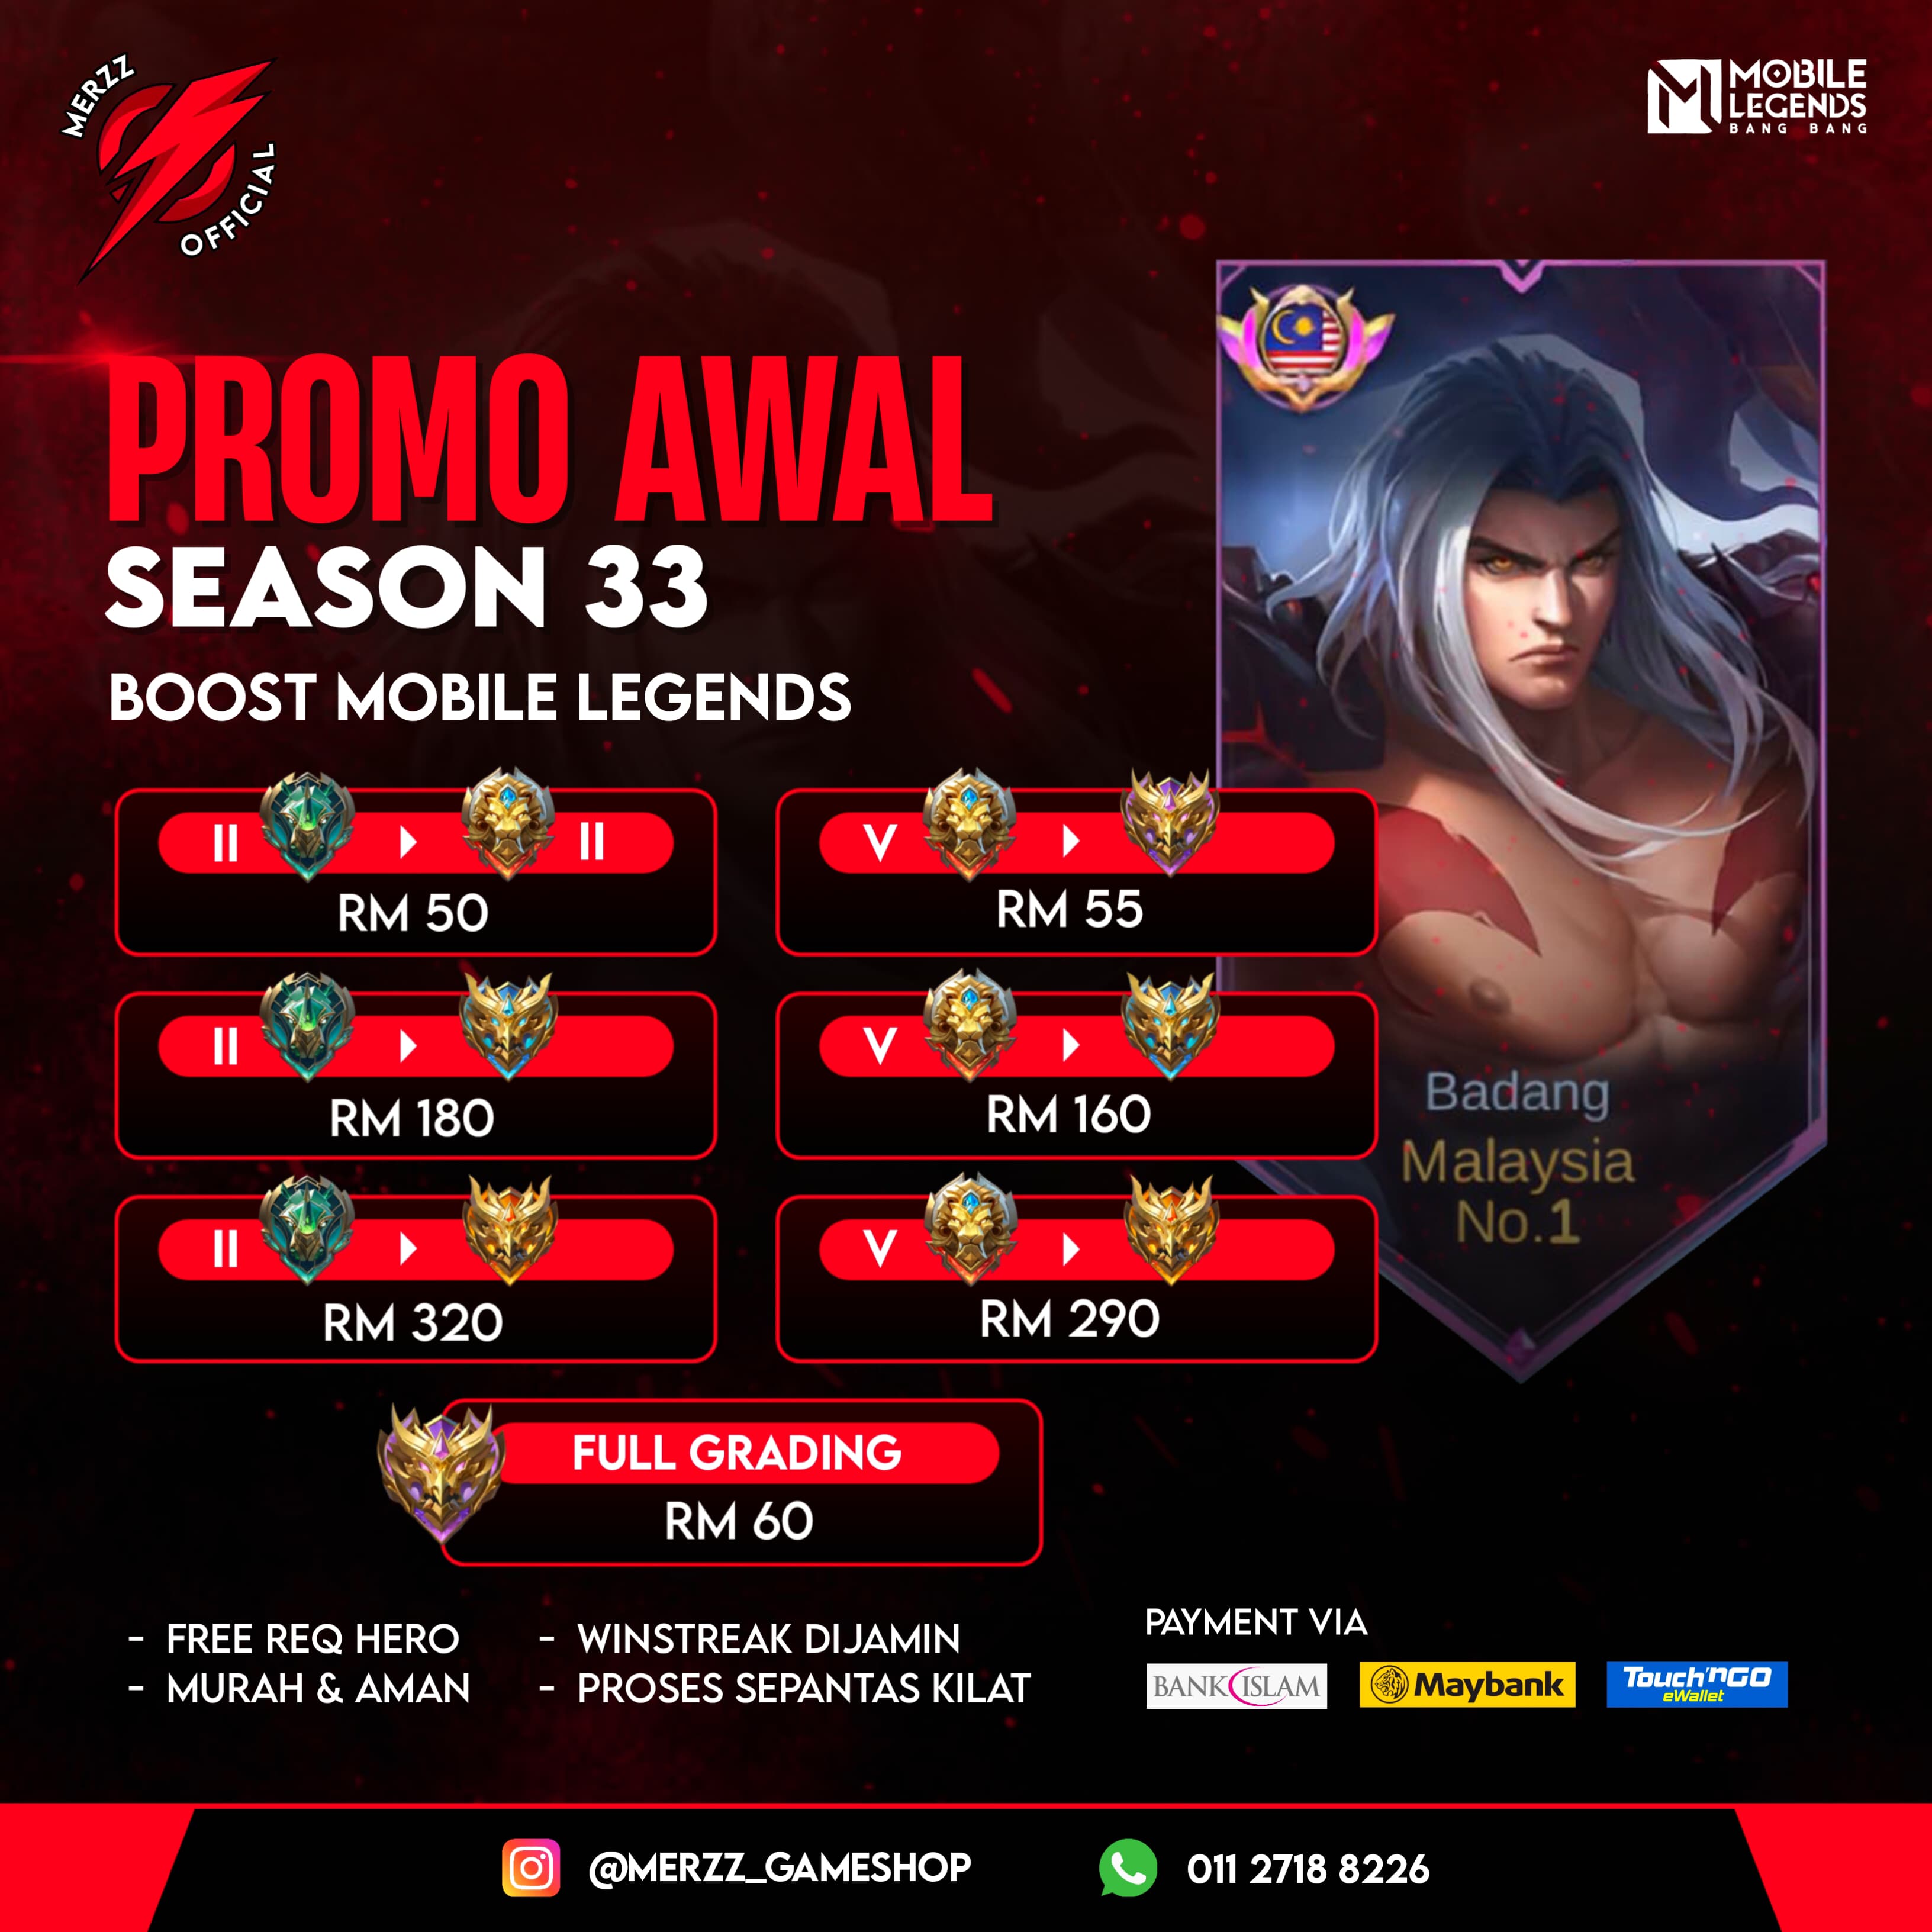 MERZZ
OFFICIAL
MOBILE
LEGENDS
BANG BANG
PROMO AWAL
SEASON 33
BOOST MOBILE LEGENDS
II II
RM 50
V
RM 55
II
RM 180
V
RM 160
II
RM 320
V
RM 290
Badang
Malaysia
No.1
FULL GRADING
RM 60
- FREE REQ HERO
- MURAH & AMAN
- WINSTREAK DIJAMIN
- PROSES SEPANTAS KILAT
PAYMENT VIA
BANK ISLAM
Maybank
Touch'nGO
eWallet
@MERZZ_GAMESHOP
011 2718 8226